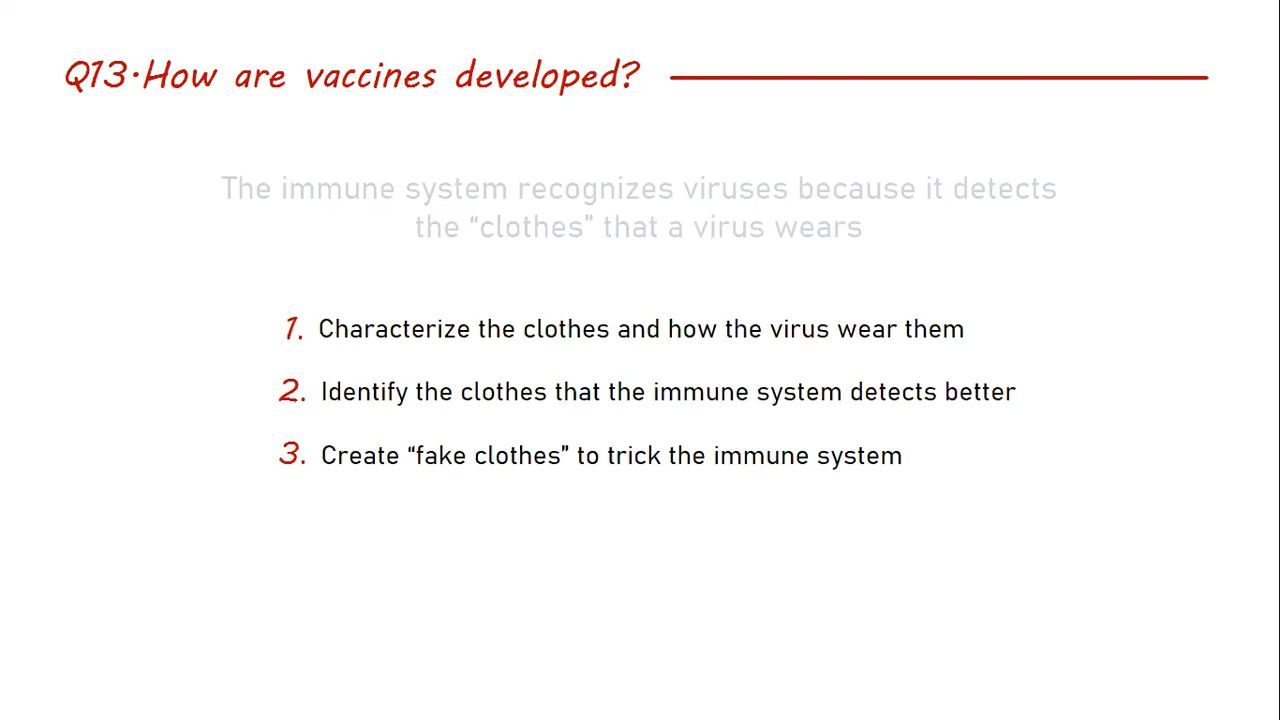 Q13·How are vaccines developed?
The immune system recognizes viruses because it detects
the “clothes” that a virus wears
1. Characterize the clothes and how the virus wear them
2. Identify the clothes that the immune system detects better
3. Create “fake clothes” to trick the immune system